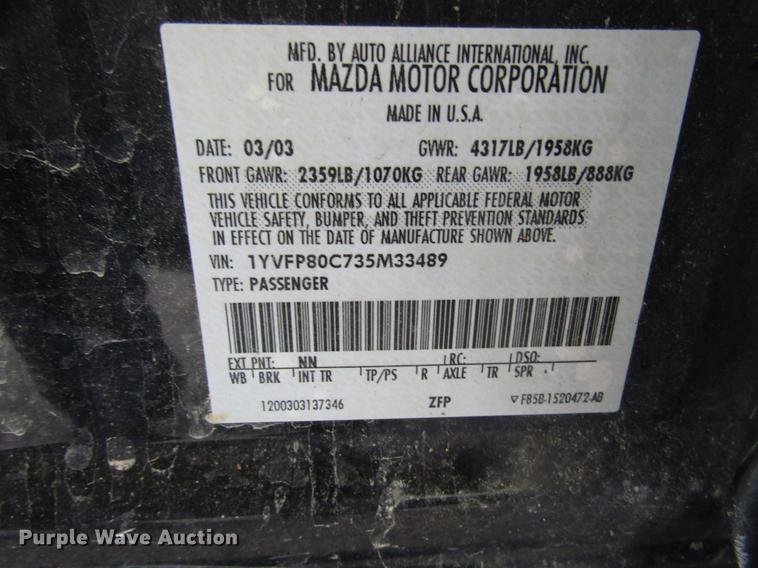 MFD. BY AUTO ALLIANCE INTERNATIONAL, INC.
FOR MAZDA MOTOR CORPORATION
MADE IN U.S.A.
DATE: 03/03 GVWR: 4317LB/1958KG
FRONT GAWR: 2359LB/1070KG REAR GAWR: 1958LB/888KG
THIS VEHICLE CONFORMS TO ALL APPLICABLE FEDERAL MOTOR
VEHICLE SAFETY, BUMPER, AND THEFT PREVENTION STANDARDS
IN EFFECT ON THE DATE OF MANUFACTURE SHOWN ABOVE.
VIN: 1YVFP80C735M33489
TYPE: PASSENGER
EXT PNT: NN RC: DSO:
WB BRK INT TR TP/PS R AXLE TR SPR
1200303137346 ZFP F85B-1520472-AB
Purple Wave Auction